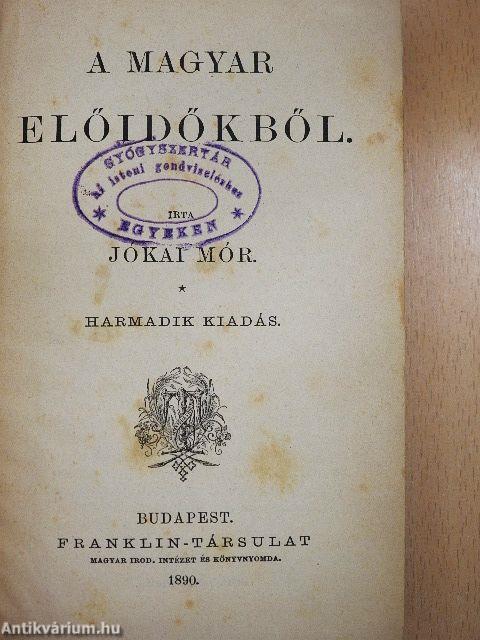 A MAGYAR
ELŐIDŐKBŐL.
GYÓGYSZERTÁR
az isteni gondviseléshez
EGYEKEN
IRTA
JÓKAI MÓR.
HARMADIK KIADÁS.
BUDAPEST.
FRANKLIN-TÁRSULAT
MAGYAR IROD. INTÉZET ÉS KÖNYVNYOMDA.
1890.
Antikvárium.hu